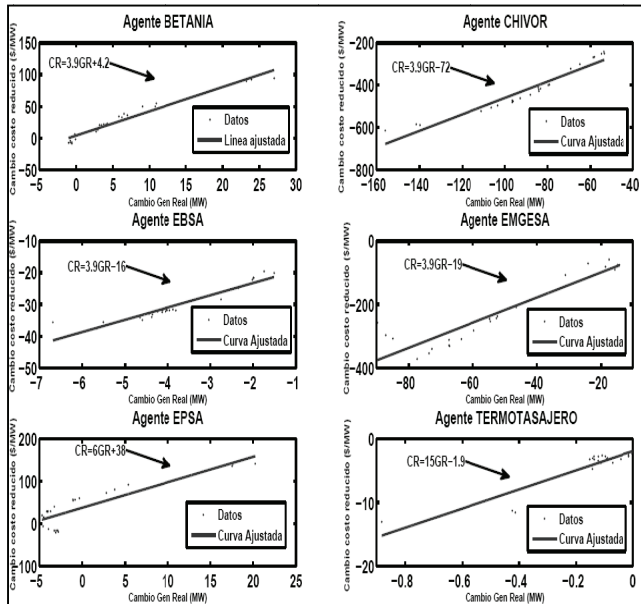 Agente BETANIA
Cambio costo reducido ($/MW)
150
100
50
0
50
CR=3.9GR+4.2
Datos
Linea ajustada
−5 0 5 10 15 20 25 30
Cambio Gen Real (MW)
Agente CHIVOR
Cambio costo reducido ($/MW)
−200
−400
−600
−800
CR=3.9GR−72
Datos
Curva Ajustada
−160 −140 −120 −100 −80 −60 −40
Cambio Gen Real (MW)
Agente EBSA
Cambio costo reducido ($/MW)
−10
−20
−30
−40
−50
CR=3.9GR−16
Datos
Curva Ajustada
−7 −6 −5 −4 −3 −2 −1
Cambio Gen Real (MW)
Agente EMGESA
Cambio costo reducido ($/MW)
0
−200
−400
CR=3.9GR−19
Datos
Curva Ajustada
−80 −60 −40 −20
Cambio Gen Real (MW)
Agente EPSA
Cambio costo reducido ($/MW)
200
100
0
100
CR=6GR+38
Datos
Curva Ajustada
−5 0 5 10 15 20 25
Cambio Gen Real (MW)
Agente TERMOTASAJERO
Cambio costo reducido ($/MW)
0
−10
−20
CR=15GR−1.9
Datos
Curva Ajustada
−0.8 −0.6 −0.4 −0.2 0
Cambio Gen Real (MW)